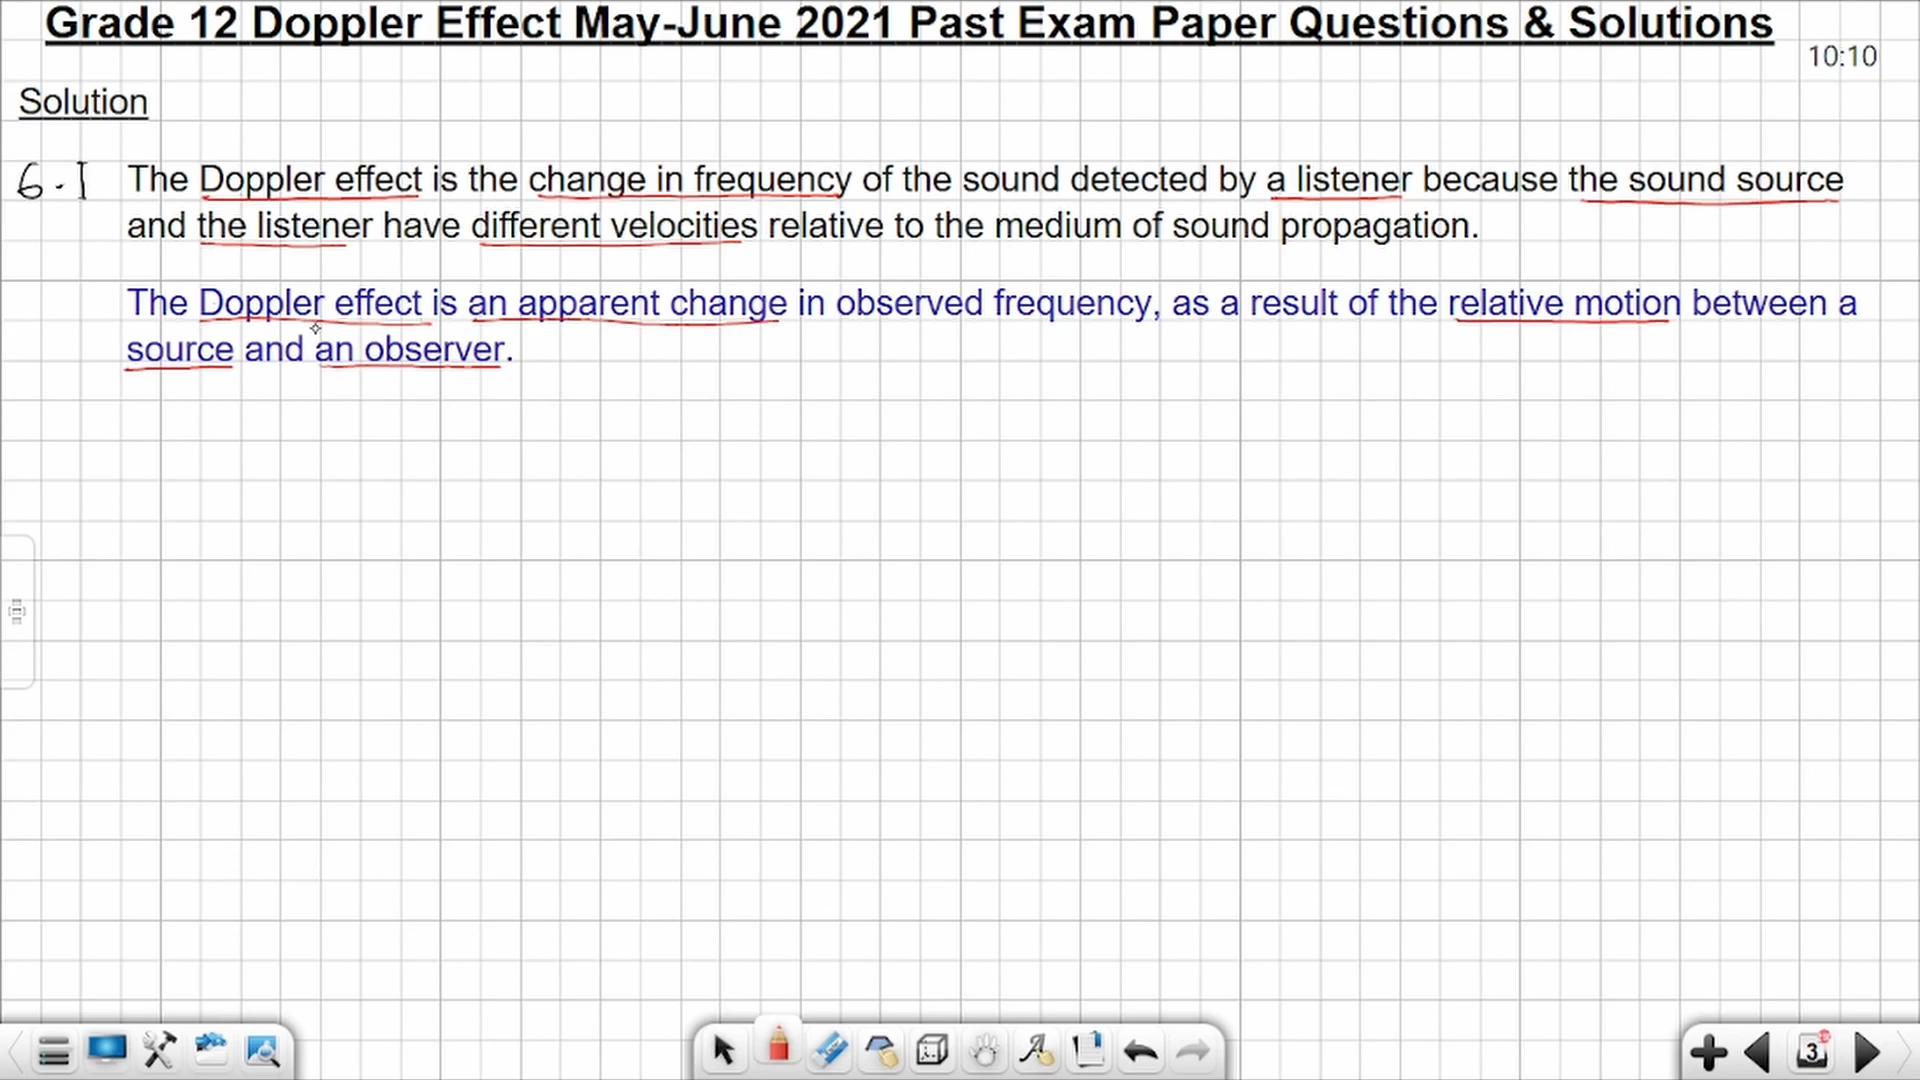 Grade 12 Doppler Effect May-June 2021 Past Exam Paper Questions & Solutions
10:10
Solution
6.1 The Doppler effect is the change in frequency of the sound detected by a listener because the sound source
and the listener have different velocities relative to the medium of sound propagation.
The Doppler effect is an apparent change in observed frequency, as a result of the relative motion between a
source and an observer.
3